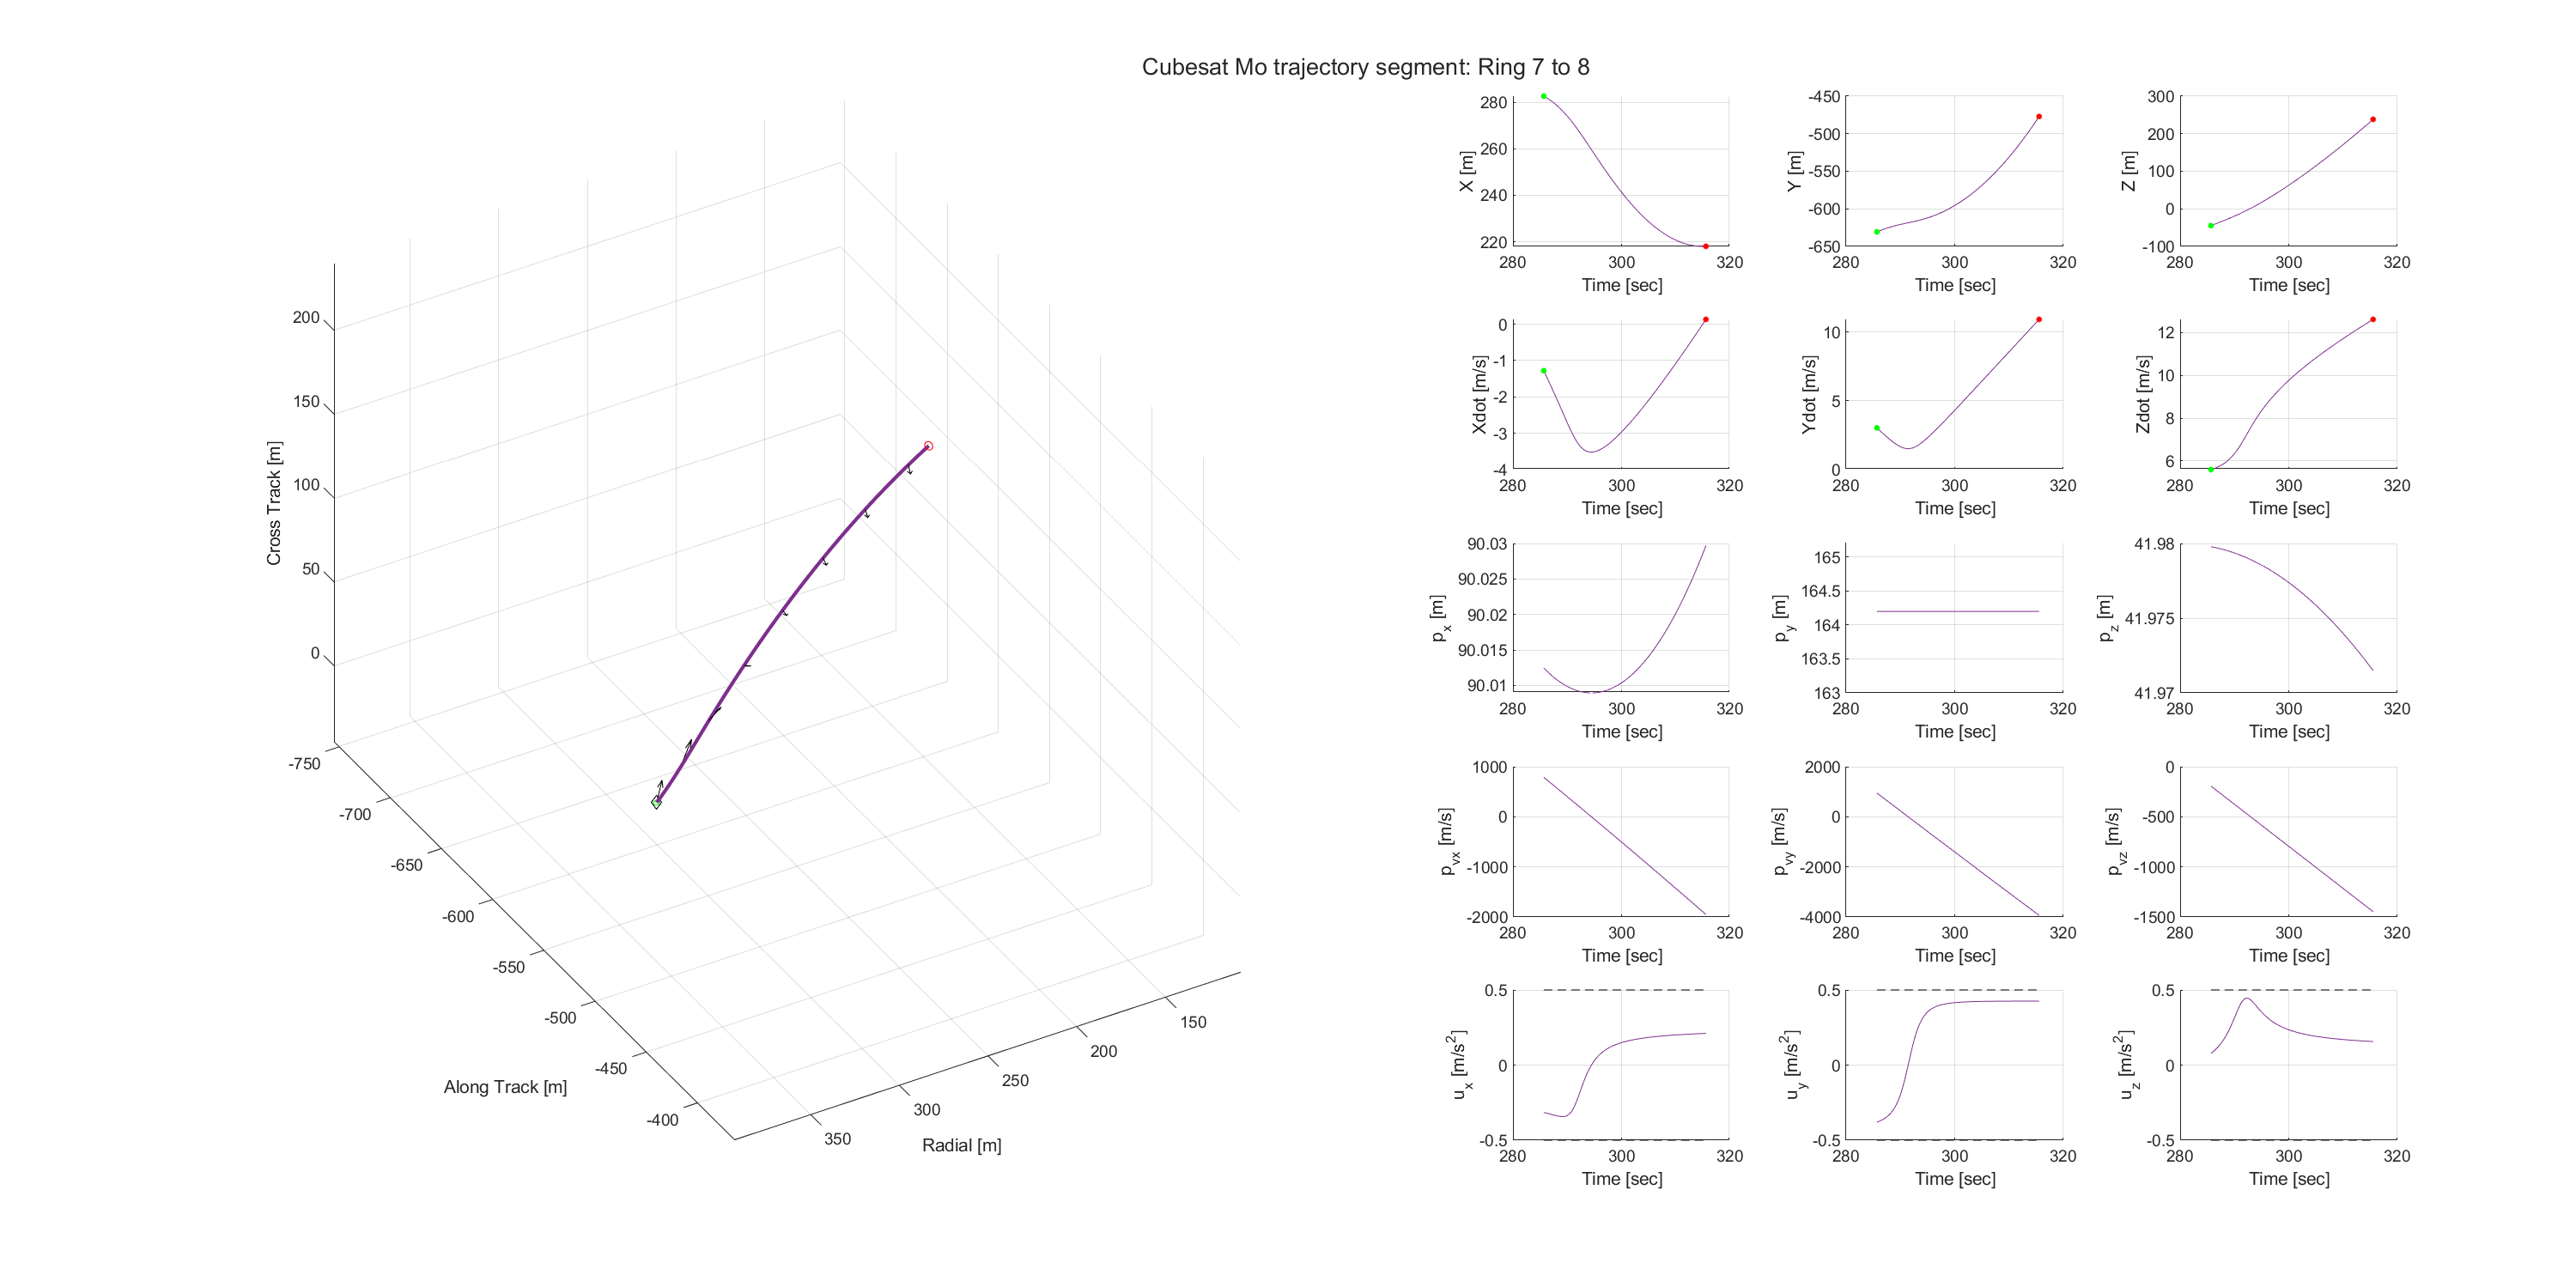 Cubesat Mo trajectory segment: Ring 7 to 8
200
150
100
50
0
Cross Track [m]
-750
-700
-650
-600
-550
-500
-450
-400
Along Track [m]
350
300
250
200
150
Radial [m]
280
260
240
220
X [m]
280 300 320
Time [sec]
-450
-500
-550
-600
-650
Y [m]
280 300 320
Time [sec]
300
200
100
0
-100
Z [m]
280 300 320
Time [sec]
0
-1
-2
-3
-4
Xdot [m/s]
280 300 320
Time [sec]
10
5
0
Ydot [m/s]
280 300 320
Time [sec]
12
10
8
6
Zdot [m/s]
280 300 320
Time [sec]
90.03
90.025
90.02
90.015
90.01
p_x [m]
280 300 320
Time [sec]
165
164.5
164
163.5
163
p_y [m]
280 300 320
Time [sec]
41.98
41.975
41.97
p_z [m]
280 300 320
Time [sec]
1000
0
-1000
-2000
p_vx [m/s]
280 300 320
Time [sec]
2000
0
-2000
-4000
p_vy [m/s]
280 300 320
Time [sec]
0
-500
-1000
-1500
p_vz [m/s]
280 300 320
Time [sec]
0.5
0
-0.5
u_x [m/s²]
280 300 320
Time [sec]
0.5
0
-0.5
u_y [m/s²]
280 300 320
Time [sec]
0.5
0
-0.5
u_z [m/s²]
280 300 320
Time [sec]